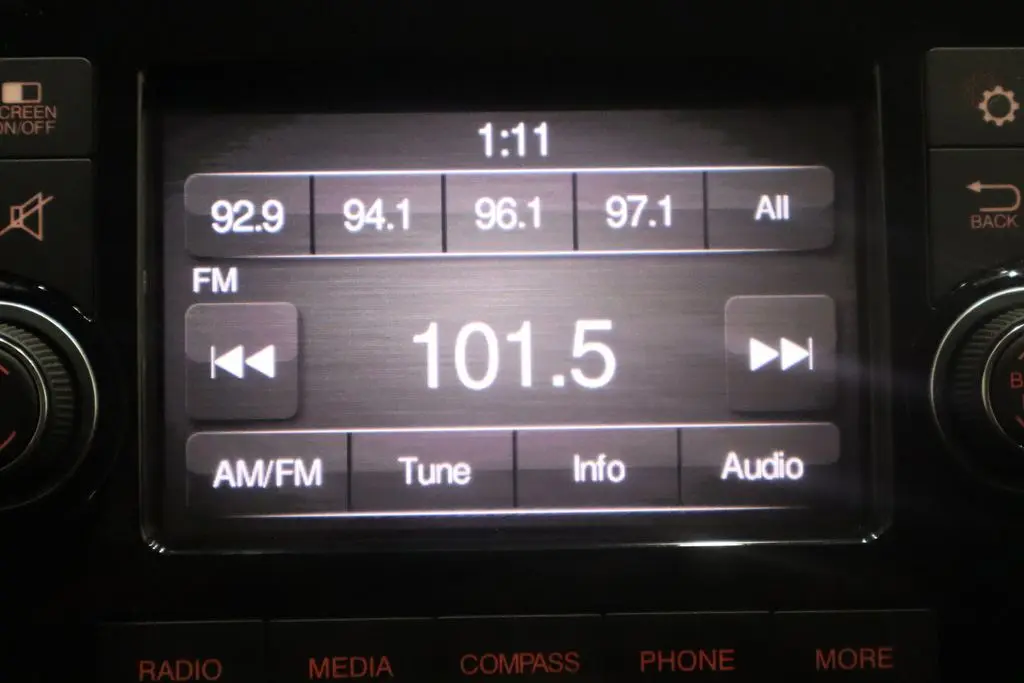 1:11
CREEN
ON/OFF
92.9 94.1 96.1 97.1 All
BACK
FM
101.5
AM/FM Tune Info Audio
RADIO MEDIA COMPASS PHONE MORE